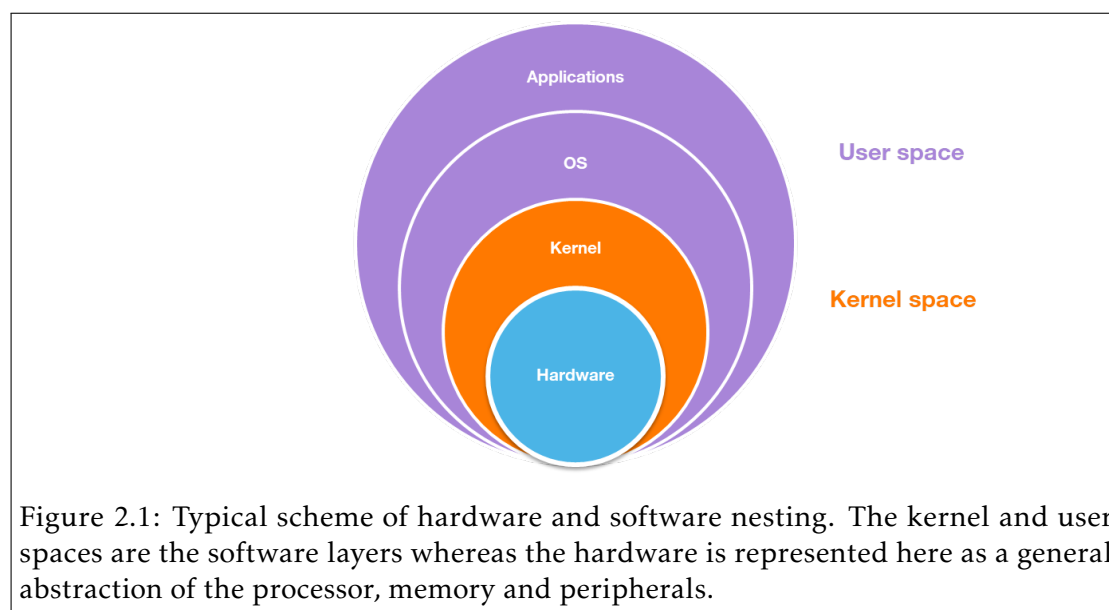 Applications
User space
OS
Kernel
Kernel space
Hardware
Figure 2.1: Typical scheme of hardware and software nesting. The kernel and user
spaces are the software layers whereas the hardware is represented here as a general
abstraction of the processor, memory and peripherals.